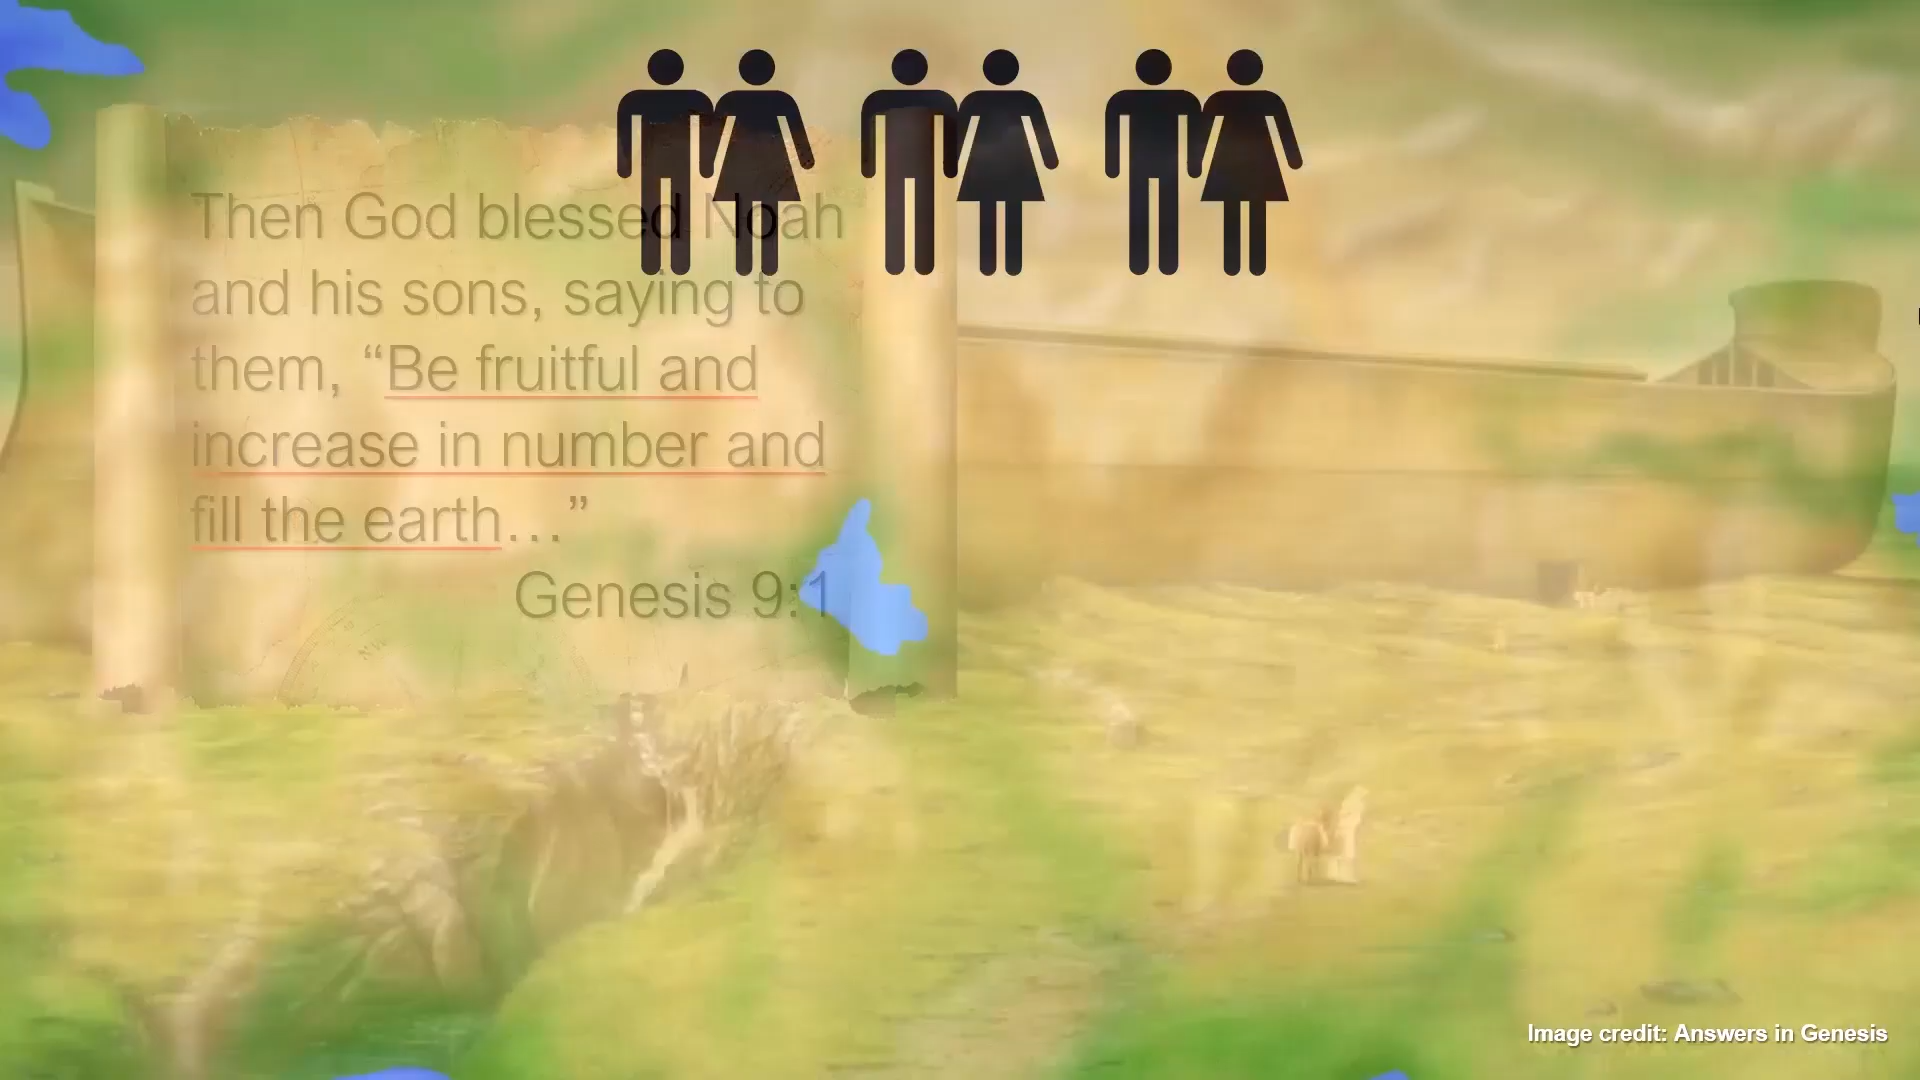 Then God blessed Noah
and his sons, saying to
them, “Be fruitful and
increase in number and
fill the earth…”
Genesis 9:1
Image credit: Answers in Genesis